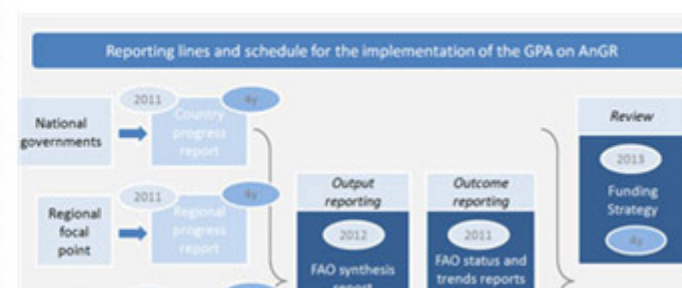 Reporting lines and schedule for the implementation of the GPA on AnGR
2011
4y
National
governments
Country
progress
report
Review
2013
Funding
Strategy
4y
2011
4y
Regional
focal
point
Regional
progress
report
Output
reporting
2012
FAO synthesis
report
Outcome
reporting
2011
FAO status and
trends reports